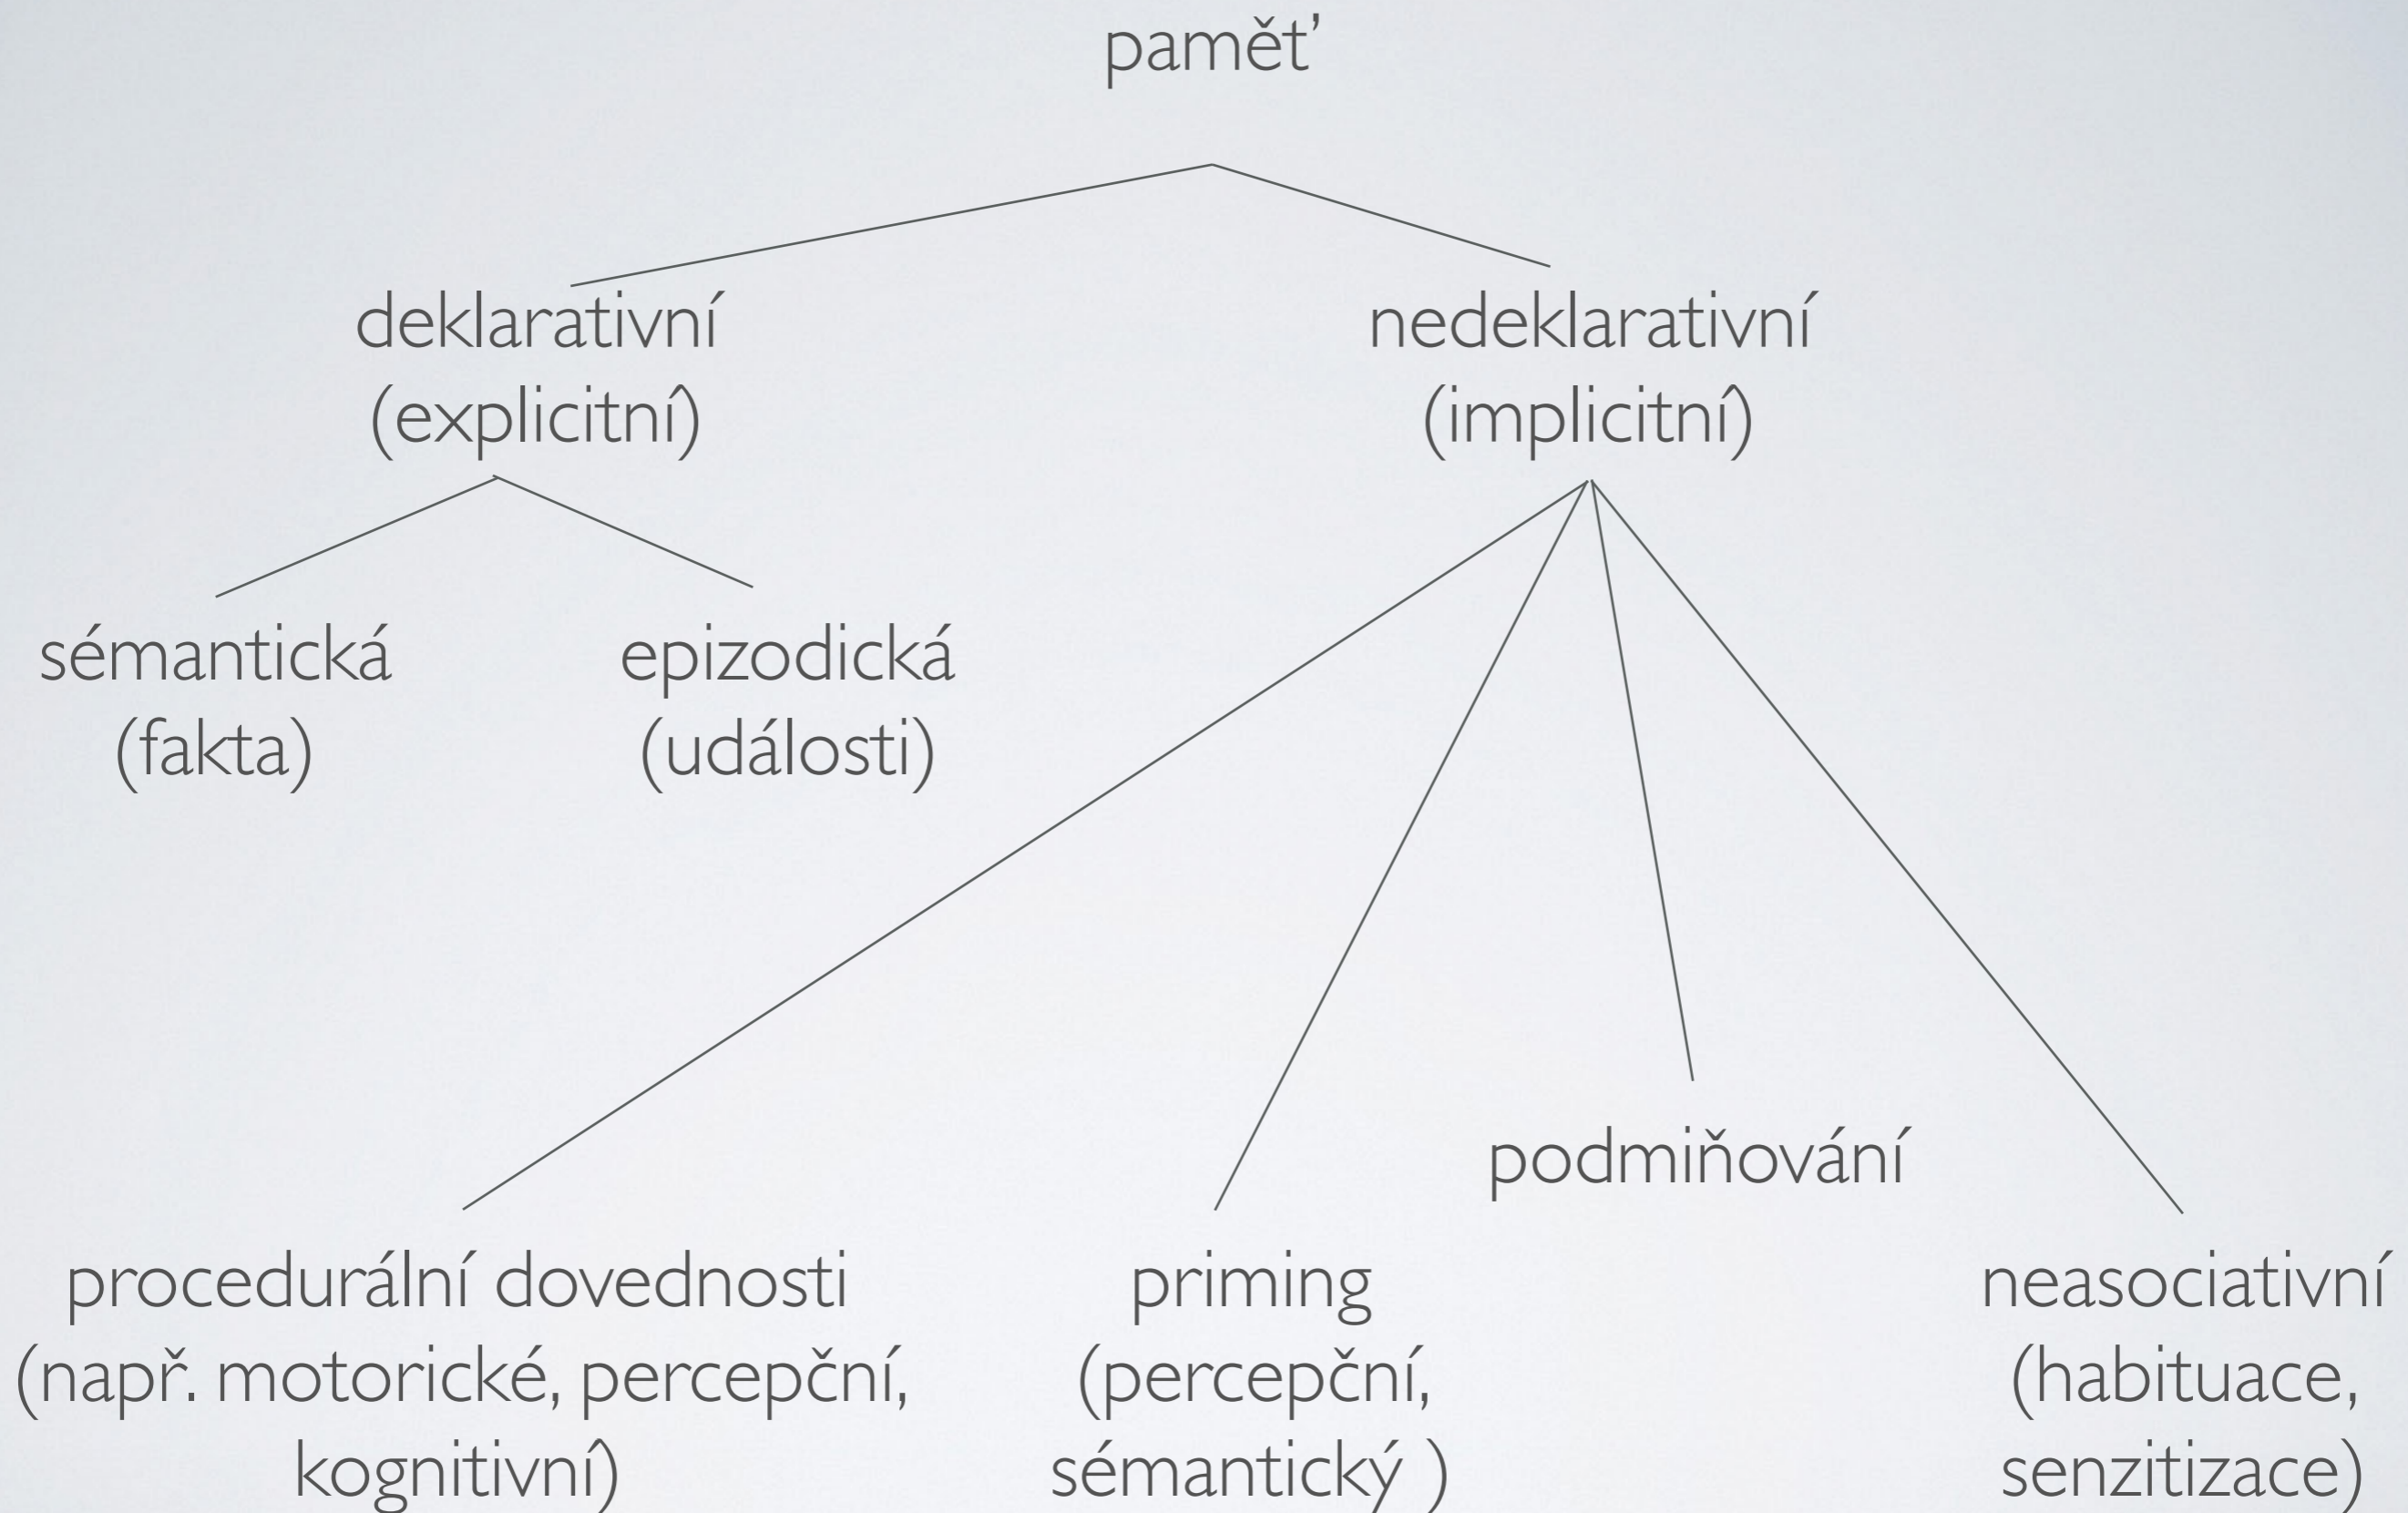 paměť
deklarativní
(explicitní)
nedeklarativní
(implicitní)
sémantická
(fakta)
epizodická
(události)
procedurální dovednosti
(např. motorické, percepční,
kognitivní)
priming
(percepční,
sémantický )
podmiňování
neasociativní
(habituace,
senzitizace)